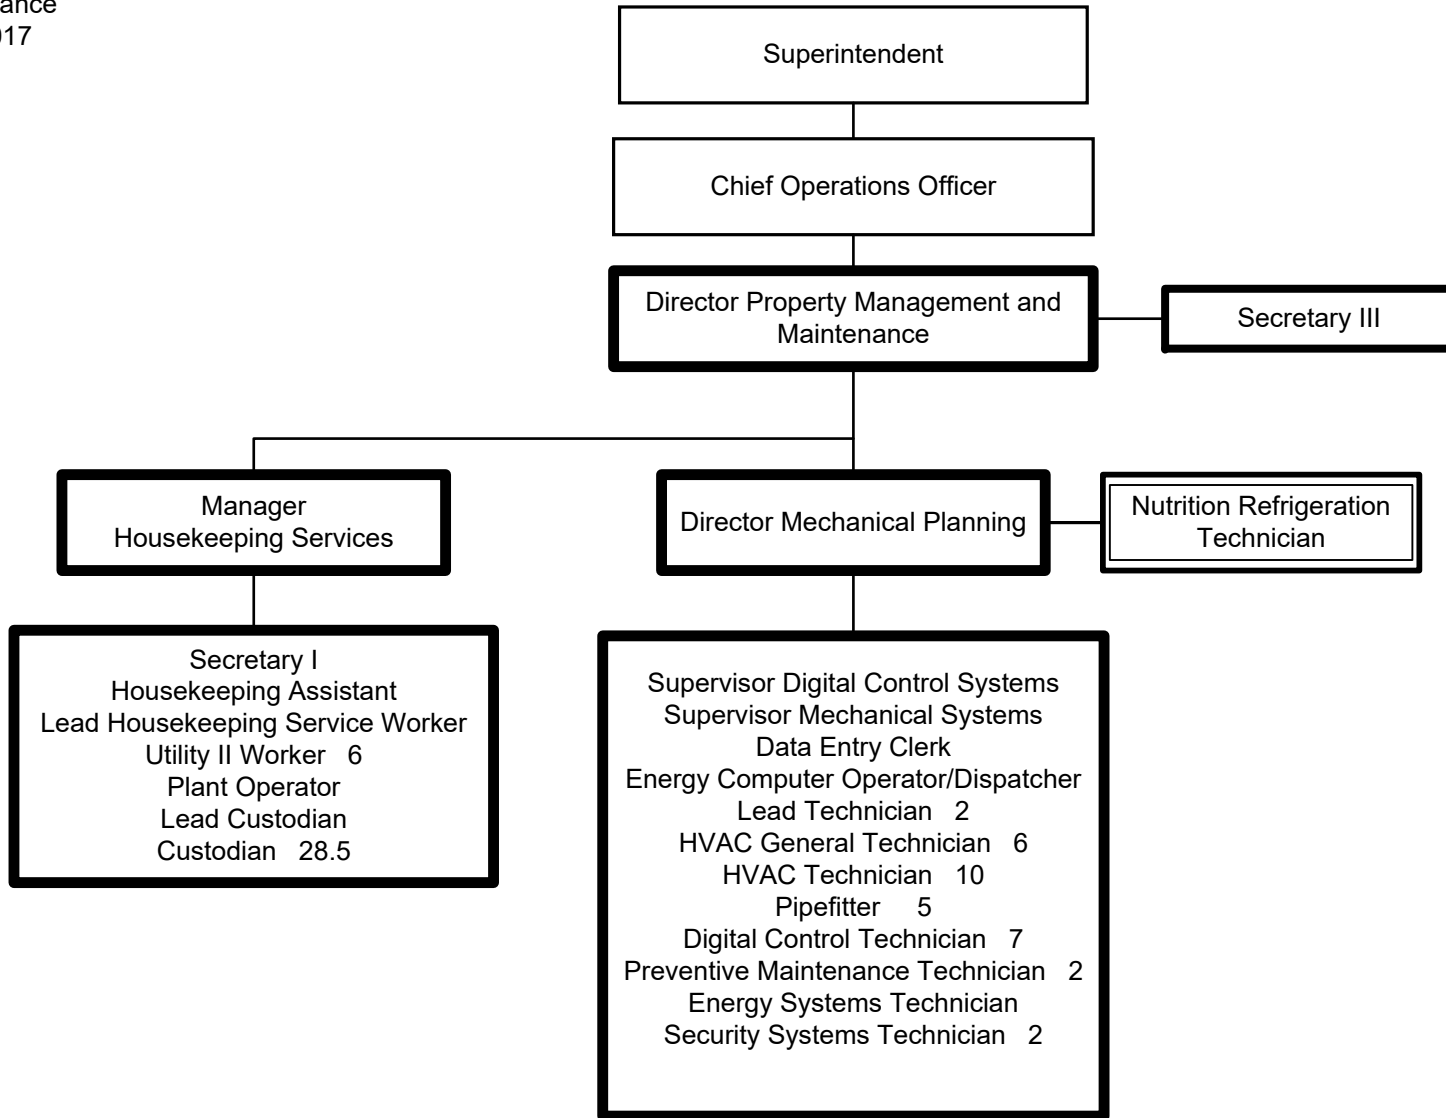 ance
017
Superintendent
Chief Operations Officer
Director Property Management and
Maintenance
Secretary III
Manager
Housekeeping Services
Director Mechanical Planning
Nutrition Refrigeration
Technician
Secretary I
Housekeeping Assistant
Lead Housekeeping Service Worker
Utility II Worker 6
Plant Operator
Lead Custodian
Custodian 28.5
Supervisor Digital Control Systems
Supervisor Mechanical Systems
Data Entry Clerk
Energy Computer Operator/Dispatcher
Lead Technician 2
HVAC General Technician 6
HVAC Technician 10
Pipefitter 5
Digital Control Technician 7
Preventive Maintenance Technician 2
Energy Systems Technician
Security Systems Technician 2